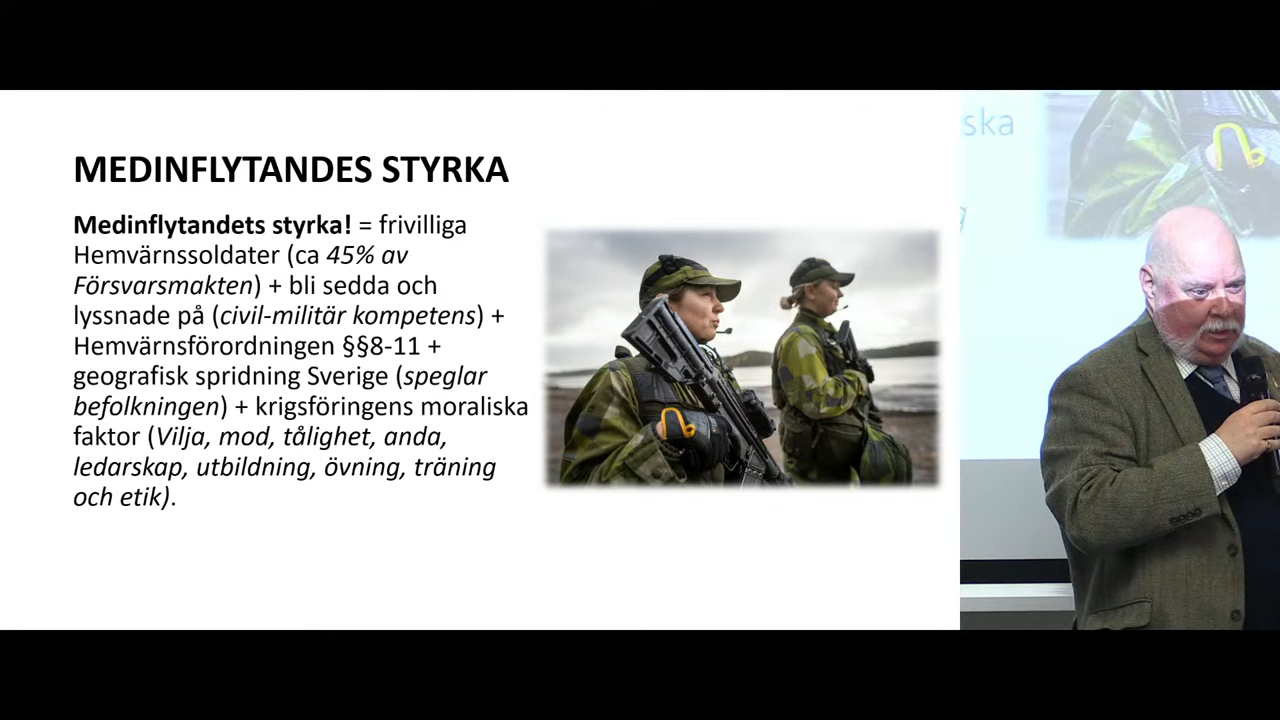 MEDINFLYTANDES STYRKA
Medinflytandets styrka! = frivilliga
Hemvärnssoldater (ca 45% av
Försvarsmakten) + bli sedda och
lyssnade på (civil-militär kompetens) +
Hemvärnsförordningen §§8-11 +
geografisk spridning Sverige (speglar
befolkningen) + krigsföringens moraliska
faktor (Vilja, mod, tålighet, anda,
ledarskap, utbildning, övning, träning
och etik).
ska